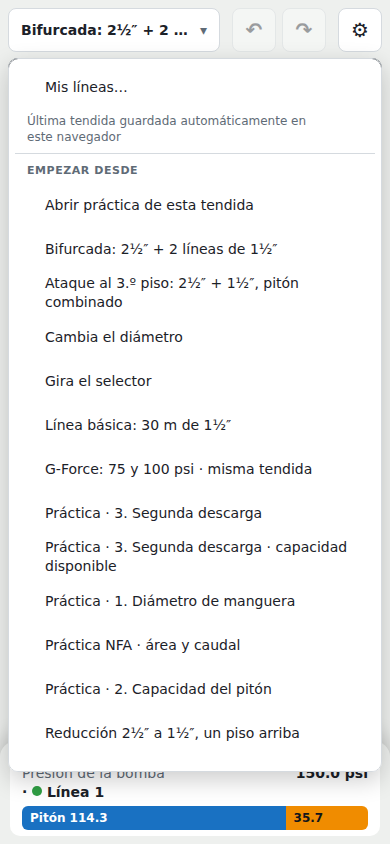 Bifurcada: 2½″ + 2 ... ▾ ↶ ↷ ⚙
Mis líneas…
Última tendida guardada automáticamente en
este navegador
EMPEZAR DESDE
Abrir práctica de esta tendida
Bifurcada: 2½″ + 2 líneas de 1½″
Ataque al 3.º piso: 2½″ + 1½″, pitón
combinado
Cambia el diámetro
Gira el selector
Línea básica: 30 m de 1½″
G-Force: 75 y 100 psi · misma tendida
Práctica · 3. Segunda descarga
Práctica · 3. Segunda descarga · capacidad
disponible
Práctica · 1. Diámetro de manguera
Práctica NFA · área y caudal
Práctica · 2. Capacidad del pitón
Reducción 2½″ a 1½″, un piso arriba
Presión de la bomba 150.0 psi
· Línea 1
Pitón 114.3 35.7